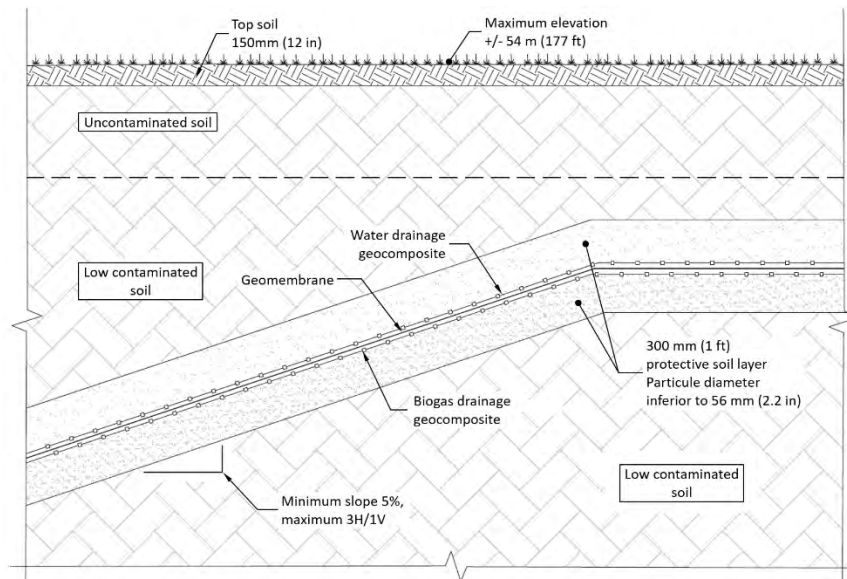 Top soil
150mm (12 in)
Maximum elevation
+/- 54 m (177 ft)
Uncontaminated soil
Water drainage
geocomposite
Geomembrane
Low contaminated
soil
300 mm (1 ft)
protective soil layer
Particule diameter
inferior to 56 mm (2.2 in)
Biogas drainage
geocomposite
Low contaminated
soil
Minimum slope 5%,
maximum 3H/1V